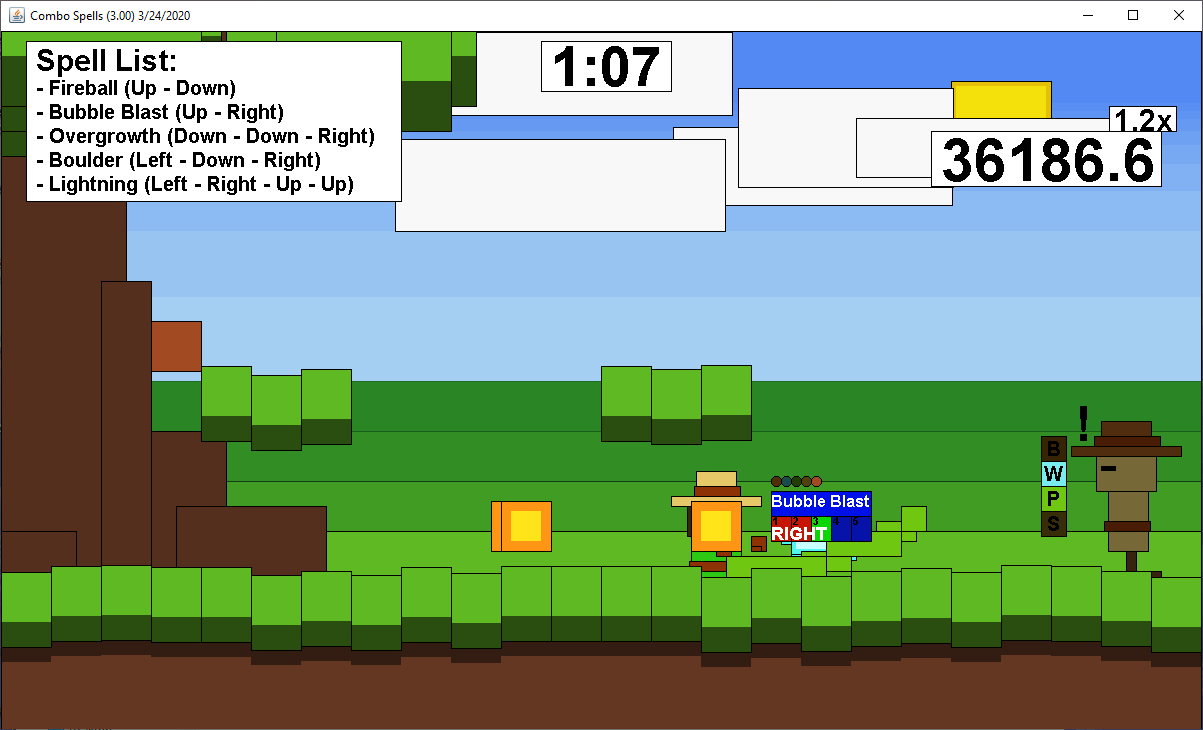 Combo Spells (3.00) 3/24/2020
Spell List:
- Fireball (Up - Down)
- Bubble Blast (Up - Right)
- Overgrowth (Down - Down - Right)
- Boulder (Left - Down - Right)
- Lightning (Left - Right - Up - Up)
1:07
1.2x
36186.6
!
B
W
P
S
Bubble Blast
1 2 3 4 5
RIGHT